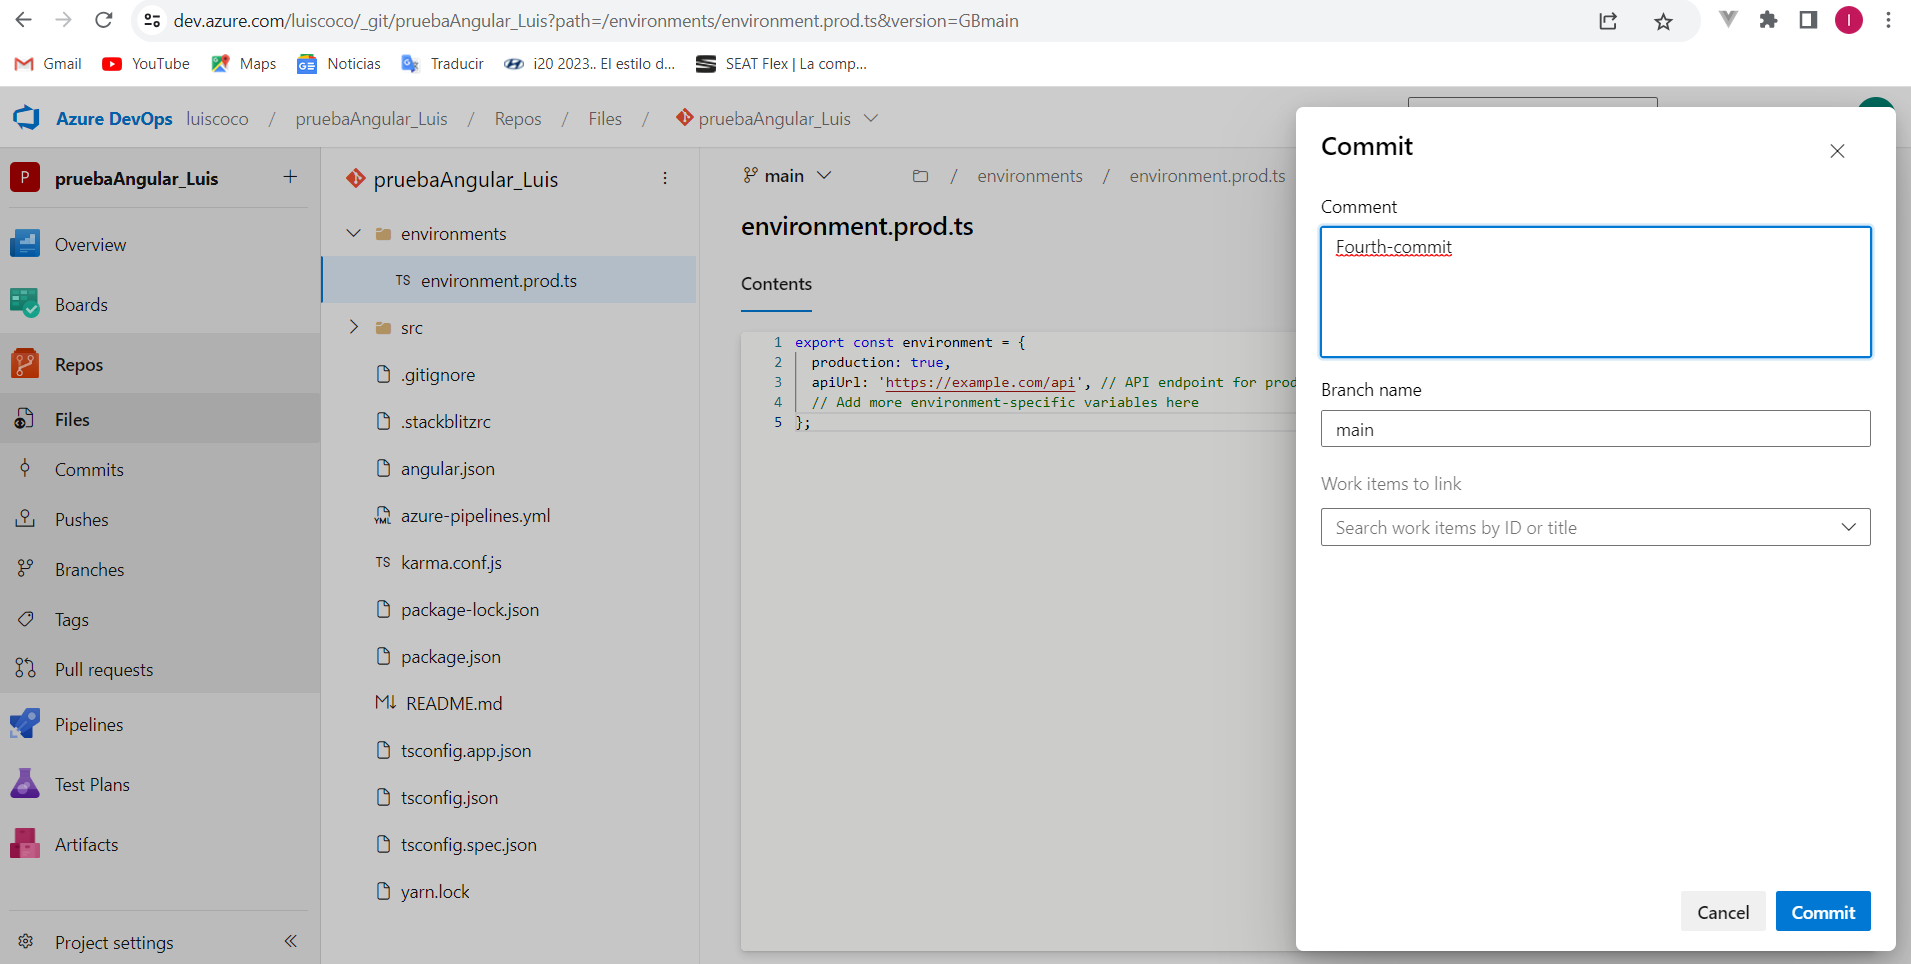 dev.azure.com/luiscoco/_git/pruebaAngular_Luis?path=/environments/environment.prod.ts&version=GBmain
I
Gmail
YouTube
Maps
Noticias
Traducir
i20 2023.. El estilo d...
SEAT Flex | La comp...
Azure DevOps luiscoco / pruebaAngular_Luis / Repos / Files / pruebaAngular_Luis
P pruebaAngular_Luis +
Overview
Boards
Repos
Files
Commits
Pushes
Branches
Tags
Pull requests
Pipelines
Test Plans
Artifacts
Project settings
pruebaAngular_Luis
environments
TS environment.prod.ts
src
.gitignore
.stackblitzrc
angular.json
YML azure-pipelines.yml
TS karma.conf.js
package-lock.json
package.json
M↓ README.md
tsconfig.app.json
tsconfig.json
tsconfig.spec.json
yarn.lock
main
/ environments / environment.prod.ts
environment.prod.ts
Contents
1 export const environment = {
2 production: true,
3 apiUrl: 'https://example.com/api', // API endpoint for prod
4 // Add more environment-specific variables here
5 };
Commit
Comment
Fourth-commit
Branch name
main
Work items to link
Search work items by ID or title
Cancel
Commit